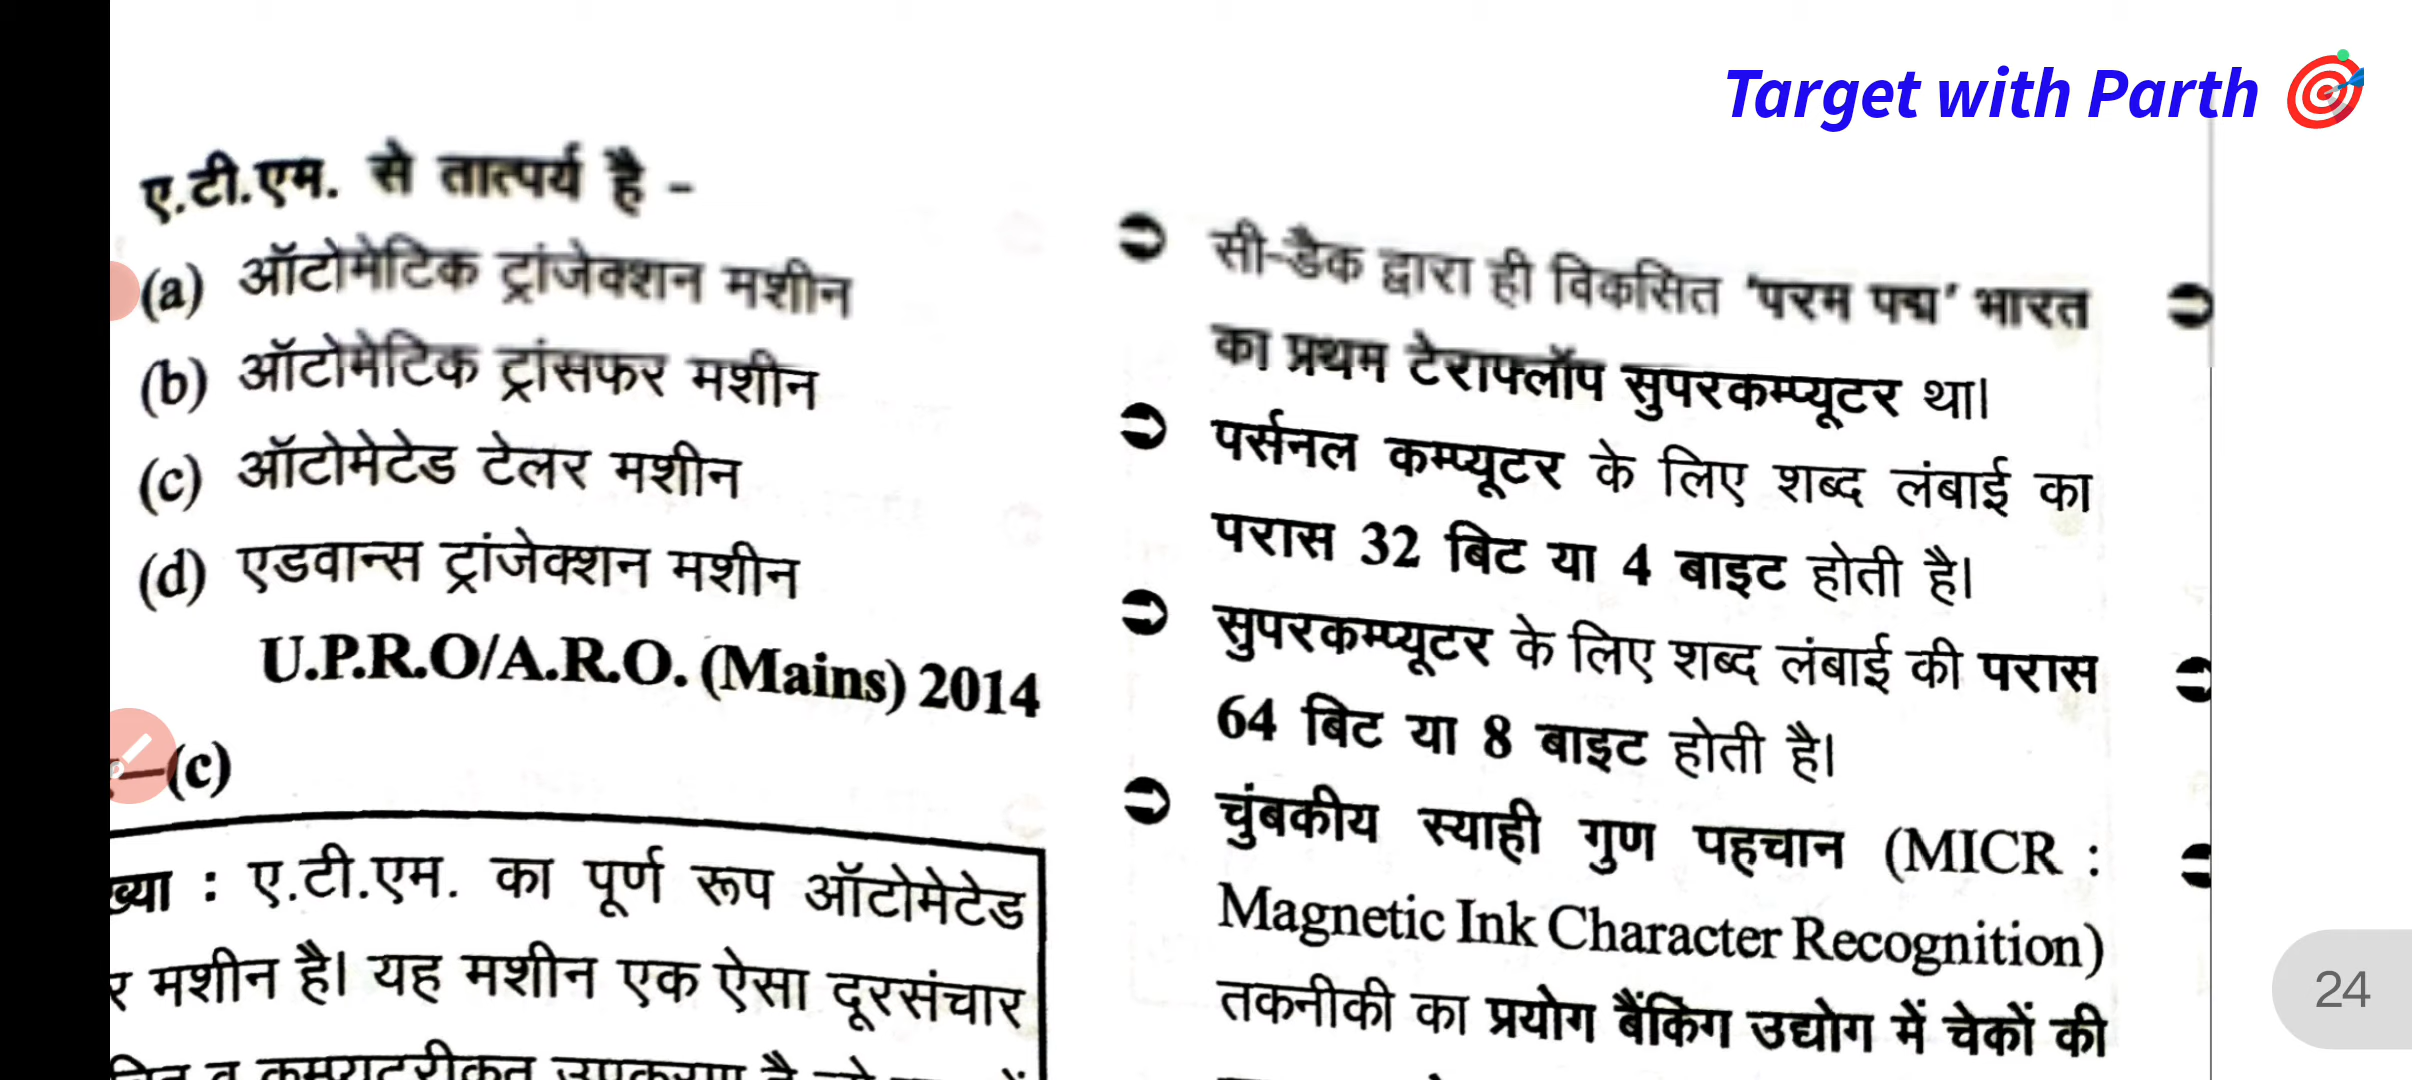 Target with Parth
ए.टी.एम. से तात्पर्य है -
(a) ऑटोमेटिक ट्रांजेक्शन मशीन
(b) ऑटोमेटिक ट्रांसफर मशीन
(c) ऑटोमेटेड टेलर मशीन
(d) एडवान्स ट्रांजेक्शन मशीन
U.P.R.O/A.R.O. (Mains) 2014
—(c)
ख्या : ए.टी.एम. का पूर्ण रूप ऑटोमेटेड
र मशीन है। यह मशीन एक ऐसा दूरसंचार
व कम्प्यूटरीकृत उपकरण है
सी-डैक द्वारा ही विकसित 'परम पद्म' भारत
का प्रथम टेराफ्लॉप सुपरकम्प्यूटर था।
पर्सनल कम्प्यूटर के लिए शब्द लंबाई का
परास 32 बिट या 4 बाइट होती है।
सुपरकम्प्यूटर के लिए शब्द लंबाई की परास
64 बिट या 8 बाइट होती है।
चुंबकीय स्याही गुण पहचान (MICR :
Magnetic Ink Character Recognition)
तकनीकी का प्रयोग बैंकिंग उद्योग में चेकों की
24